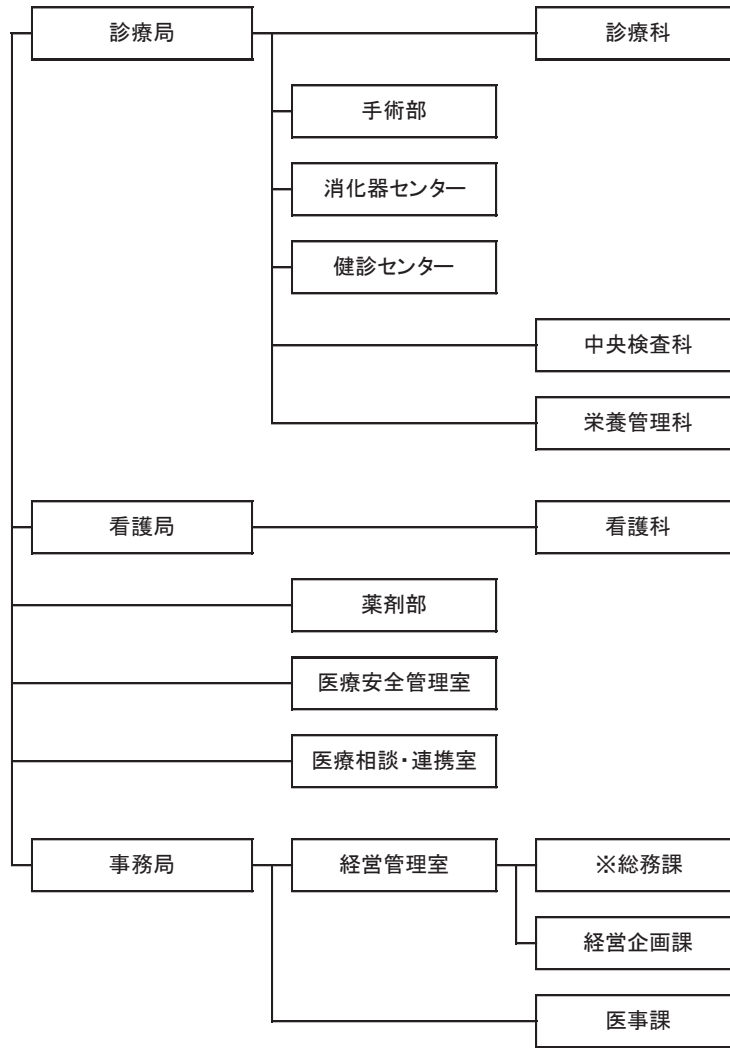 診療局
診療科
手術部
消化器センター
健診センター
中央検査科
栄養管理科
看護局
看護科
薬剤部
医療安全管理室
医療相談・連携室
事務局
経営管理室
※総務課
経営企画課
医事課